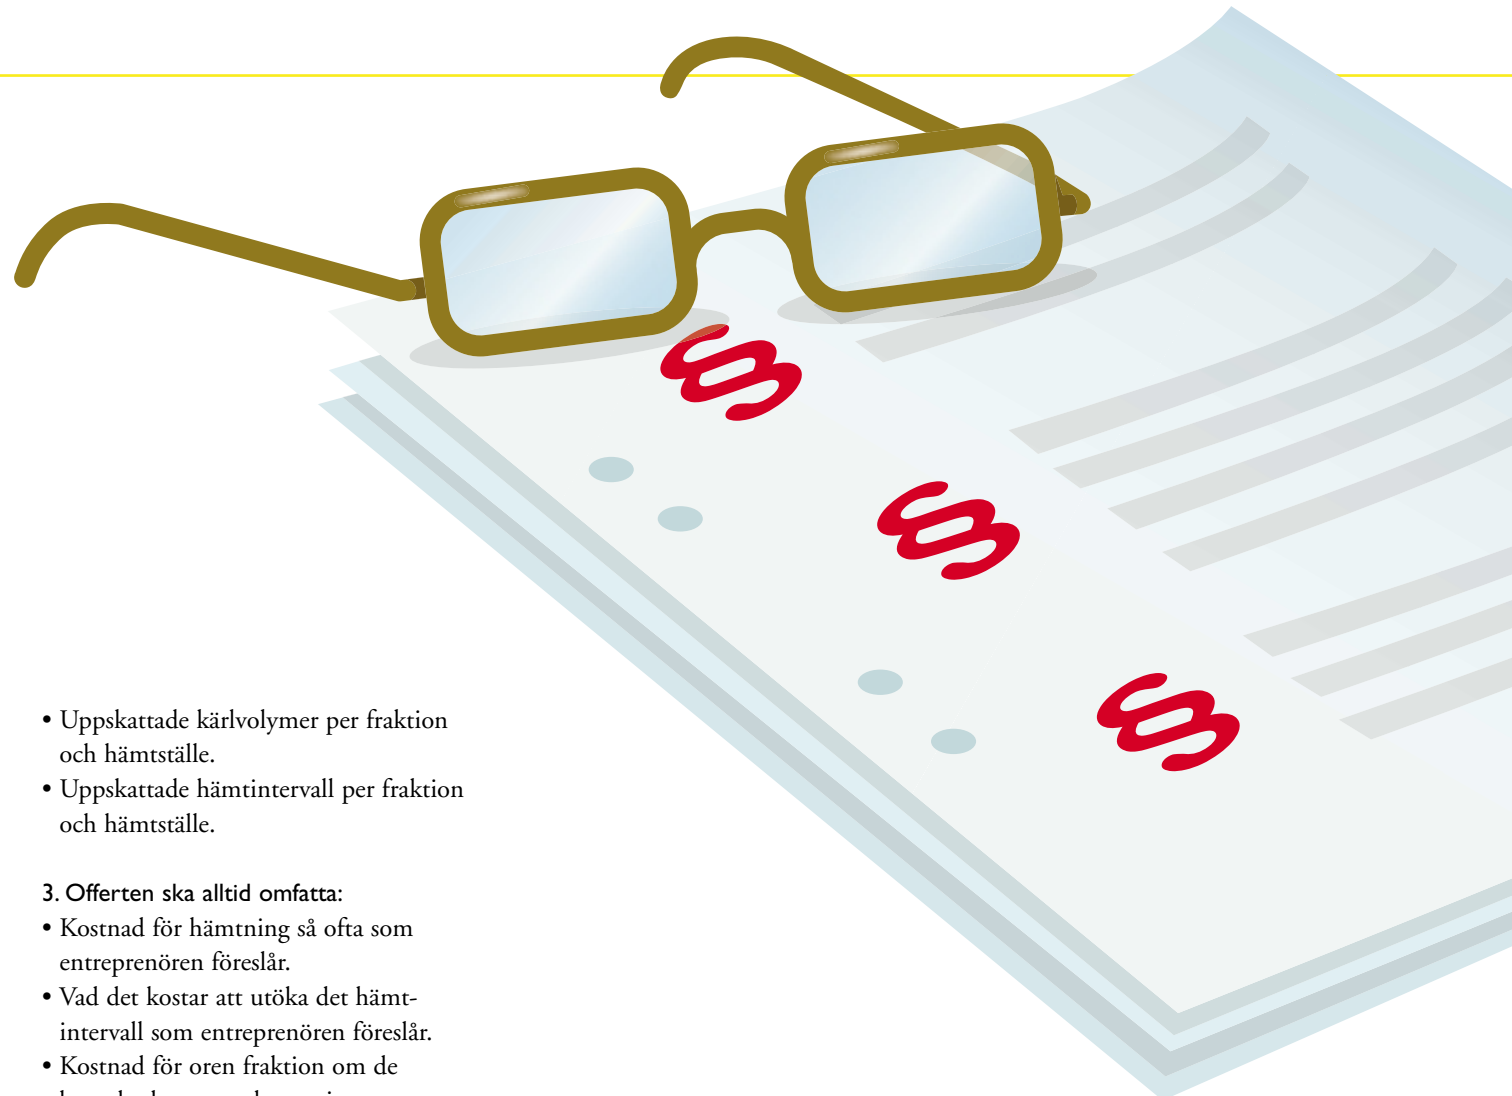 §
§
§
• Uppskattade kärlvolymer per fraktion
och hämtställe.
• Uppskattade hämtintervall per fraktion
och hämtställe.
3. Offerten ska alltid omfatta:
• Kostnad för hämtning så ofta som
entreprenören föreslår.
• Vad det kostar att utöka det hämt-
intervall som entreprenören föreslår.
• Kostnad för oren fraktion om de